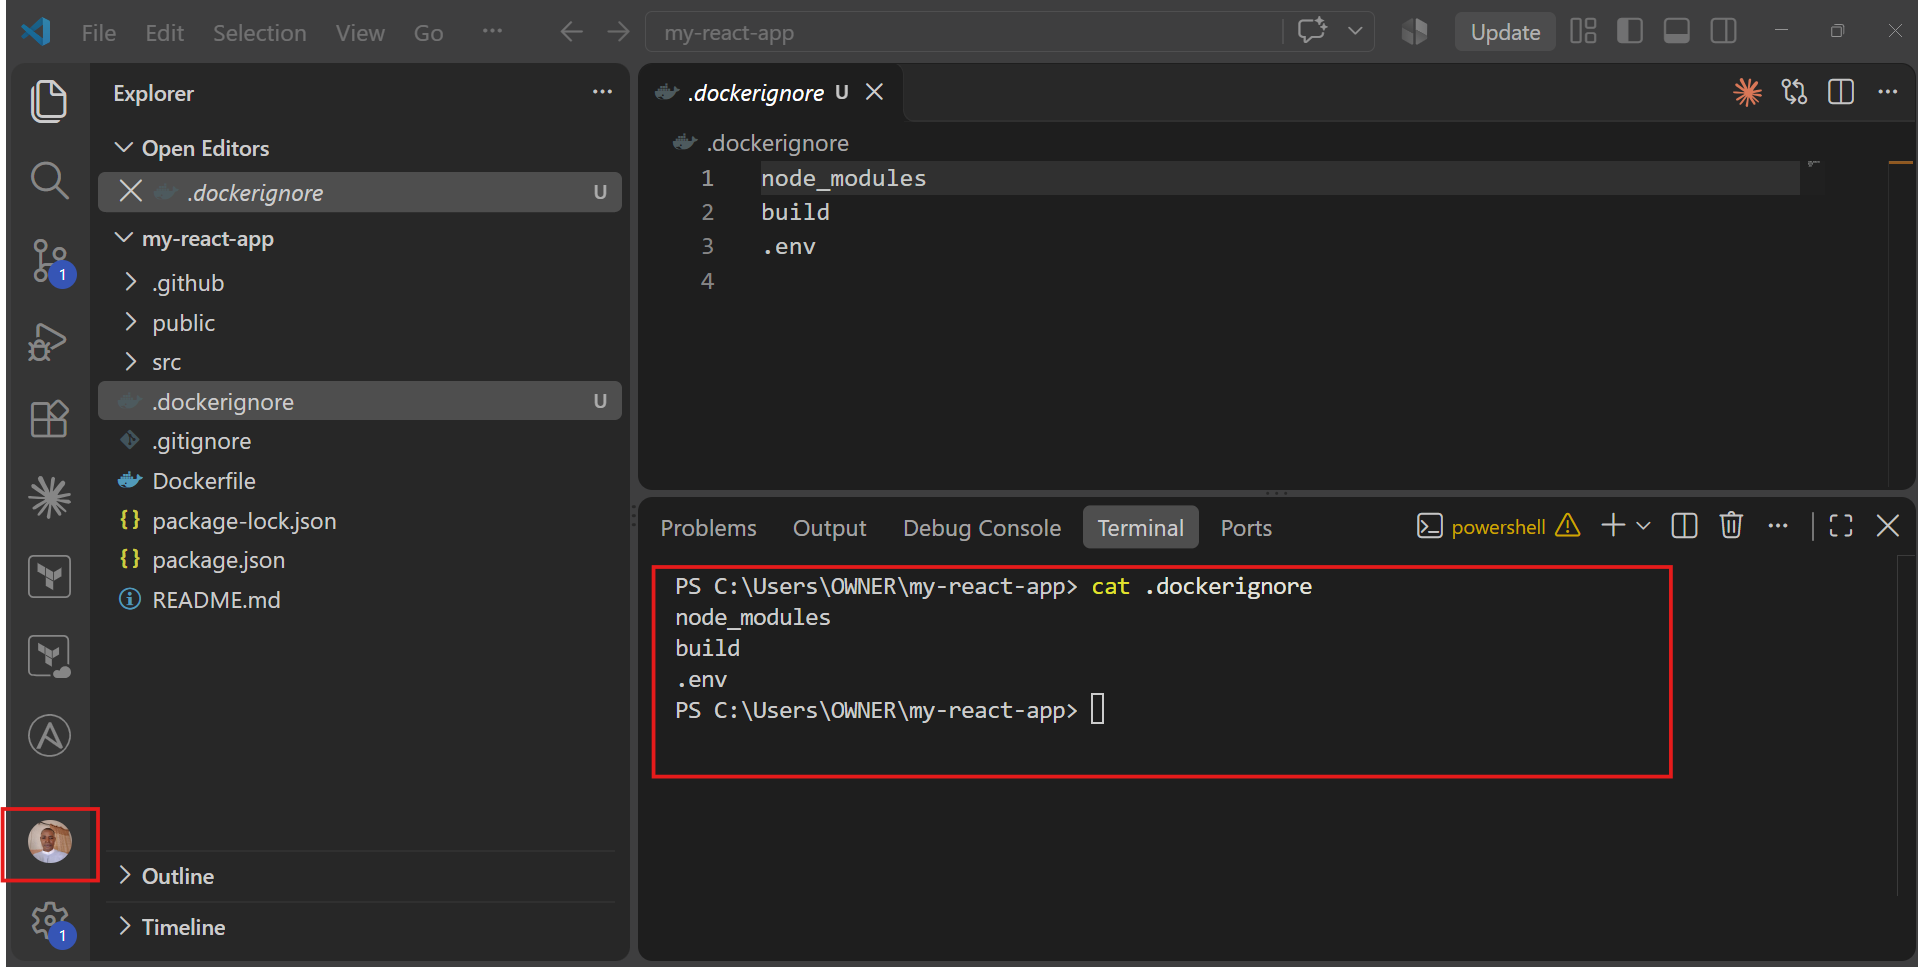 File Edit Selection View Go ···
my-react-app
Update
Explorer
Open Editors
.dockerignore U
my-react-app
.github
public
src
.dockerignore U
.gitignore
Dockerfile
package-lock.json
package.json
README.md
Outline
Timeline
1
1
.dockerignore U
.dockerignore
1 node_modules
2 build
3 .env
4
Problems Output Debug Console Terminal Ports
powershell
PS C:\Users\OWNER\my-react-app> cat .dockerignore
node_modules
build
.env
PS C:\Users\OWNER\my-react-app>